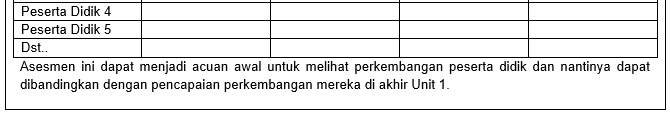 Peserta Didik 4
Peserta Didik 5
Dst..
Asesmen ini dapat menjadi acuan awal untuk melihat perkembangan peserta didik dan nantinya dapat
dibandingkan dengan pencapaian perkembangan mereka di akhir Unit 1.